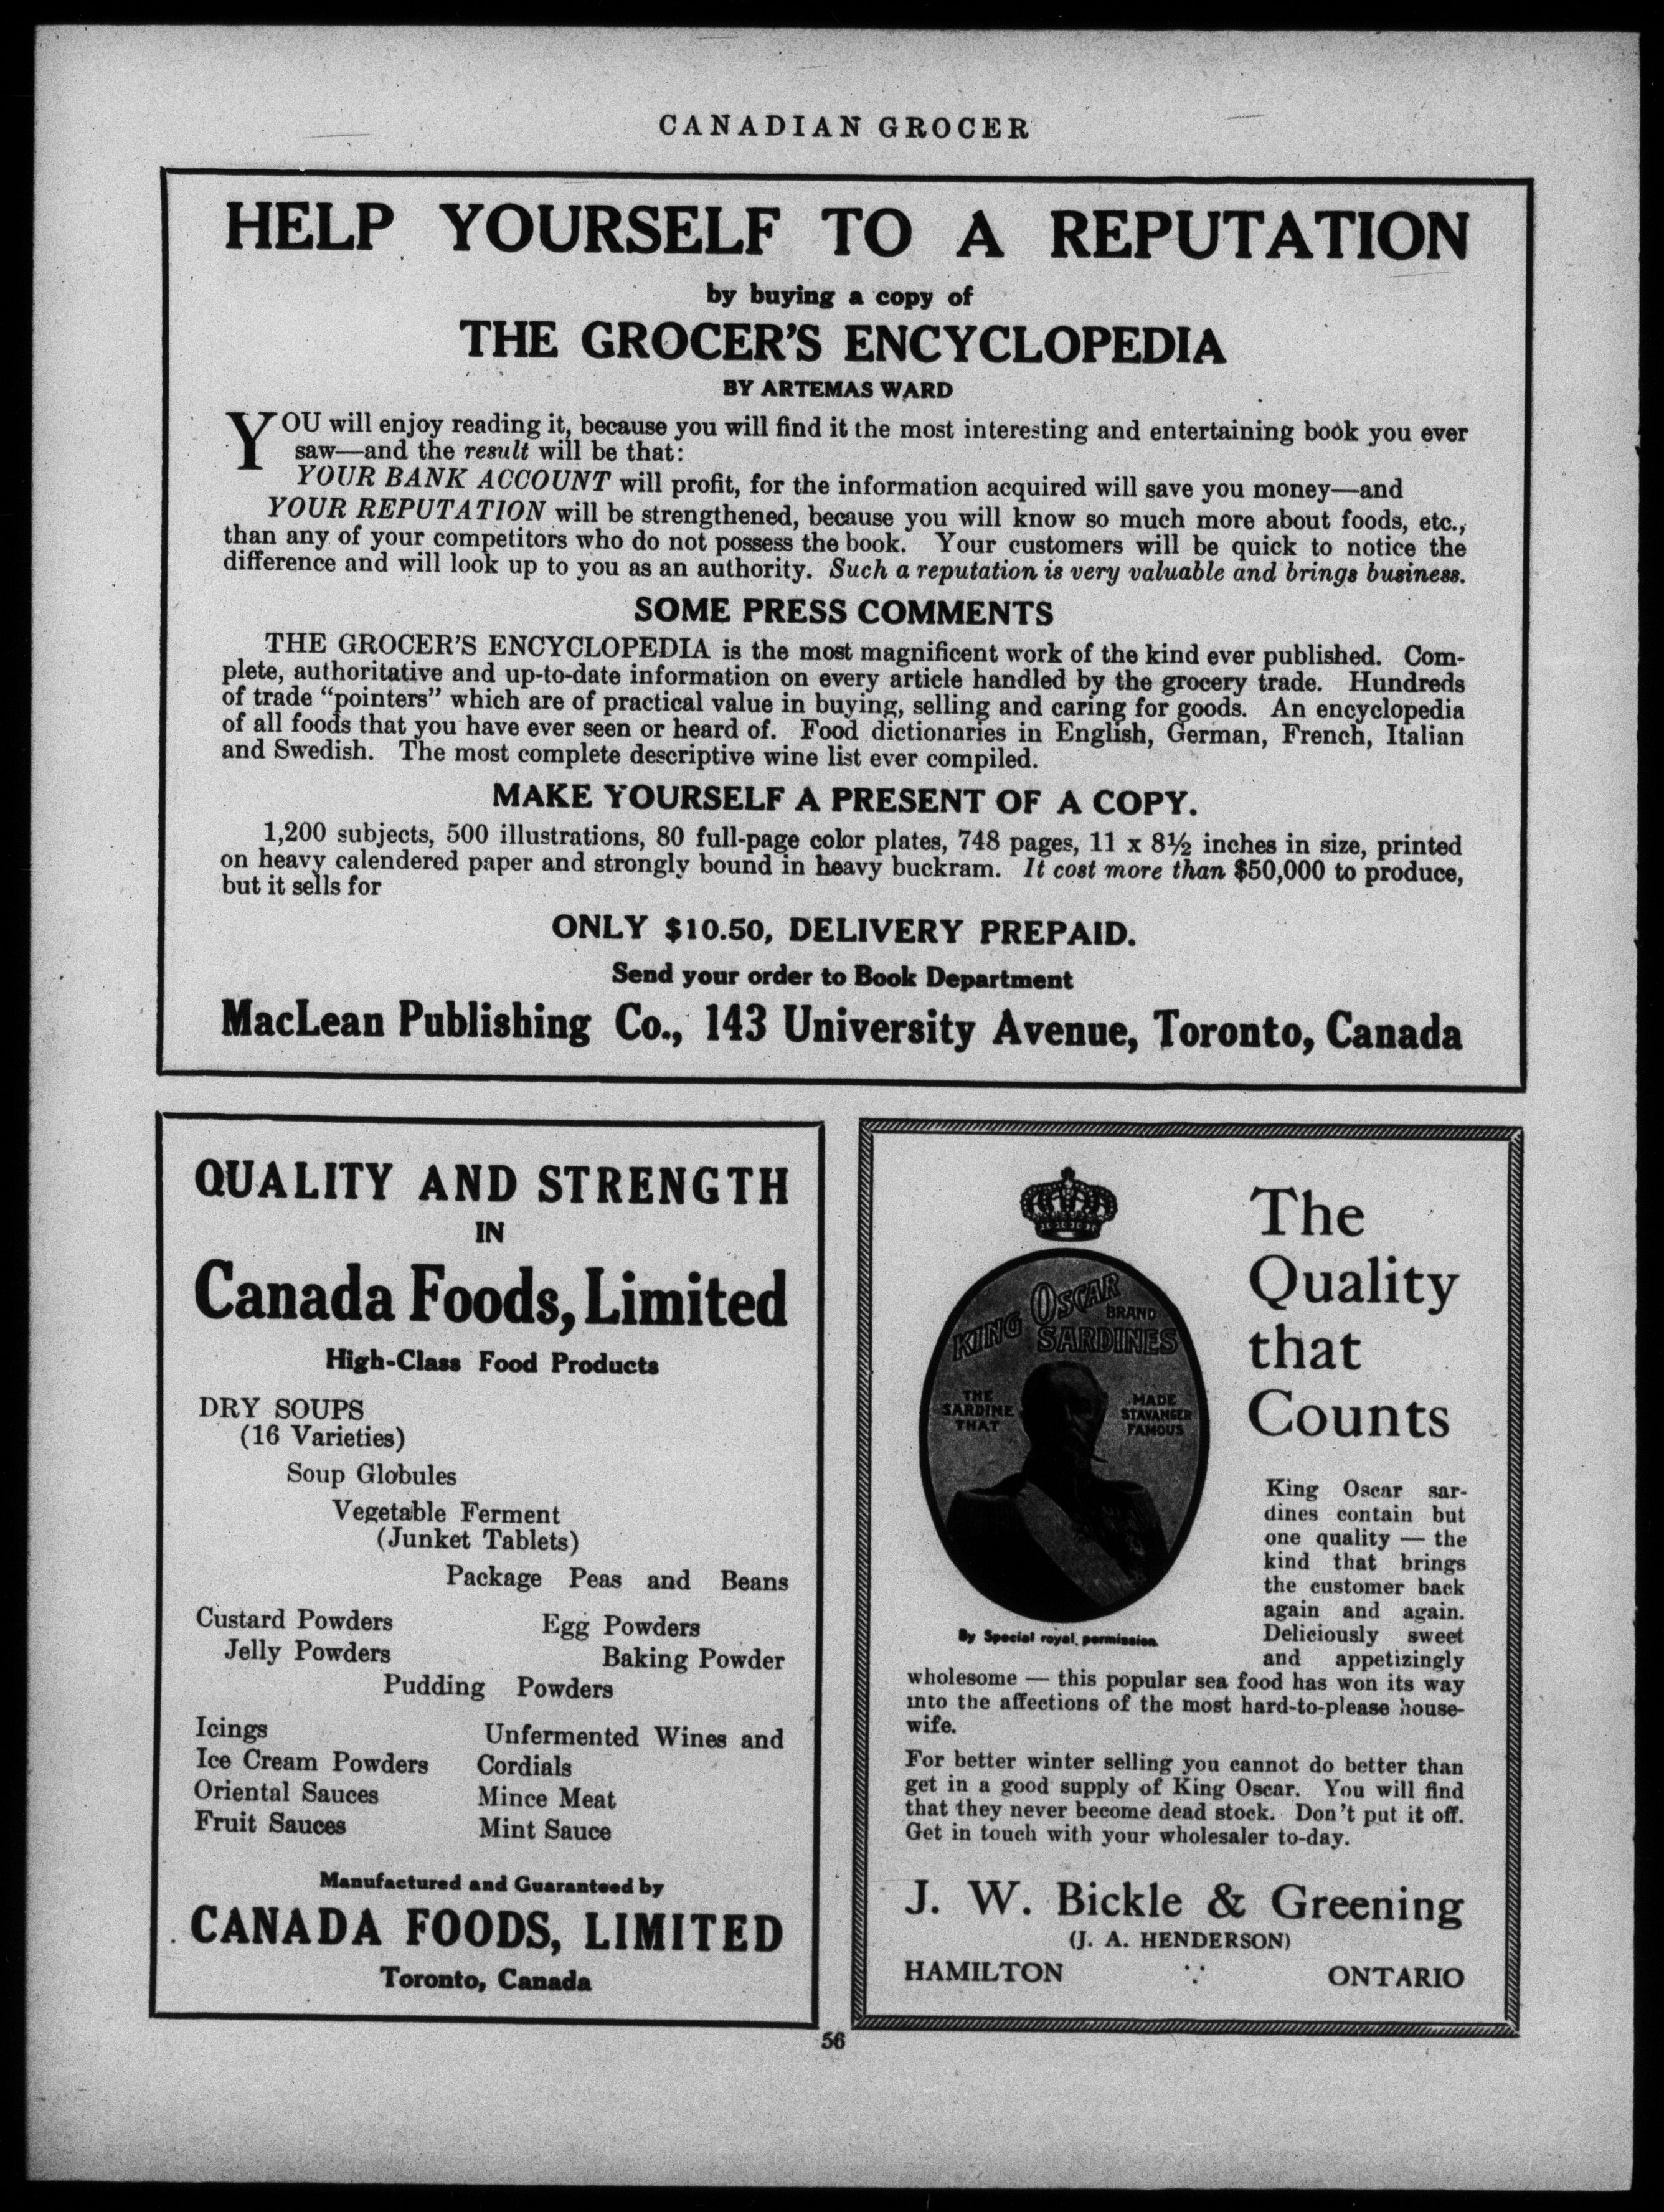 CANADIAN GROCER
HELP YOURSELF TO A REPUTATION
by buying a copy of
THE GROCER'S ENCYCLOPEDIA
BY ARTEMAS WARD
YOU will enjoy reading it, because you will find it the most interesting and entertaining book you ever
saw—and the result will be that:
YOUR BANK ACCOUNT will profit, for the information acquired will save you money—and
YOUR REPUTATION will be strengthened, because you will know so much more about foods, etc.,
than any of your competitors who do not possess the book. Your customers will be quick to notice the
difference and will look up to you as an authority. Such a reputation is very valuable and brings business.
SOME PRESS COMMENTS
THE GROCER'S ENCYCLOPEDIA is the most magnificent work of the kind ever published. Com-
plete, authoritative and up-to-date information on every article handled by the grocery trade. Hundreds
of trade "pointers" which are of practical value in buying, selling and caring for goods. An encyclopedia
of all foods that you have ever seen or heard of. Food dictionaries in English, German, French, Italian
and Swedish. The most complete descriptive wine list ever compiled.
MAKE YOURSELF A PRESENT OF A COPY.
1,200 subjects, 500 illustrations, 80 full-page color plates, 748 pages, 11 x 8½ inches in size, printed
on heavy calendered paper and strongly bound in heavy buckram. It cost more than $50,000 to produce,
but it sells for
ONLY $10.50, DELIVERY PREPAID.
Send your order to Book Department
MacLean Publishing Co., 143 University Avenue, Toronto, Canada
QUALITY AND STRENGTH
IN
Canada Foods, Limited
High-Class Food Products
DRY SOUPS
(16 Varieties)
Soup Globules
Vegetable Ferment
(Junket Tablets)
Package Peas and Beans
Custard Powders Egg Powders
Jelly Powders Baking Powder
Pudding Powders
Icings Unfermented Wines and
Ice Cream Powders Cordials
Oriental Sauces Mince Meat
Fruit Sauces Mint Sauce
Manufactured and Guaranteed by
CANADA FOODS, LIMITED
Toronto, Canada
KING OSCAR BRAND
SARDINES
THE
SARDINE
THAT
MADE
STAVANGER
FAMOUS
By Special royal permission.
The
Quality
that
Counts
King Oscar sar-
dines contain but
one quality — the
kind that brings
the customer back
again and again.
Deliciously sweet
and appetizingly
wholesome — this popular sea food has won its way
into the affections of the most hard-to-please house-
wife.
For better winter selling you cannot do better than
get in a good supply of King Oscar. You will find
that they never become dead stock. Don't put it off.
Get in touch with your wholesaler to-day.
J. W. Bickle & Greening
(J. A. HENDERSON)
HAMILTON ∵ ONTARIO
56